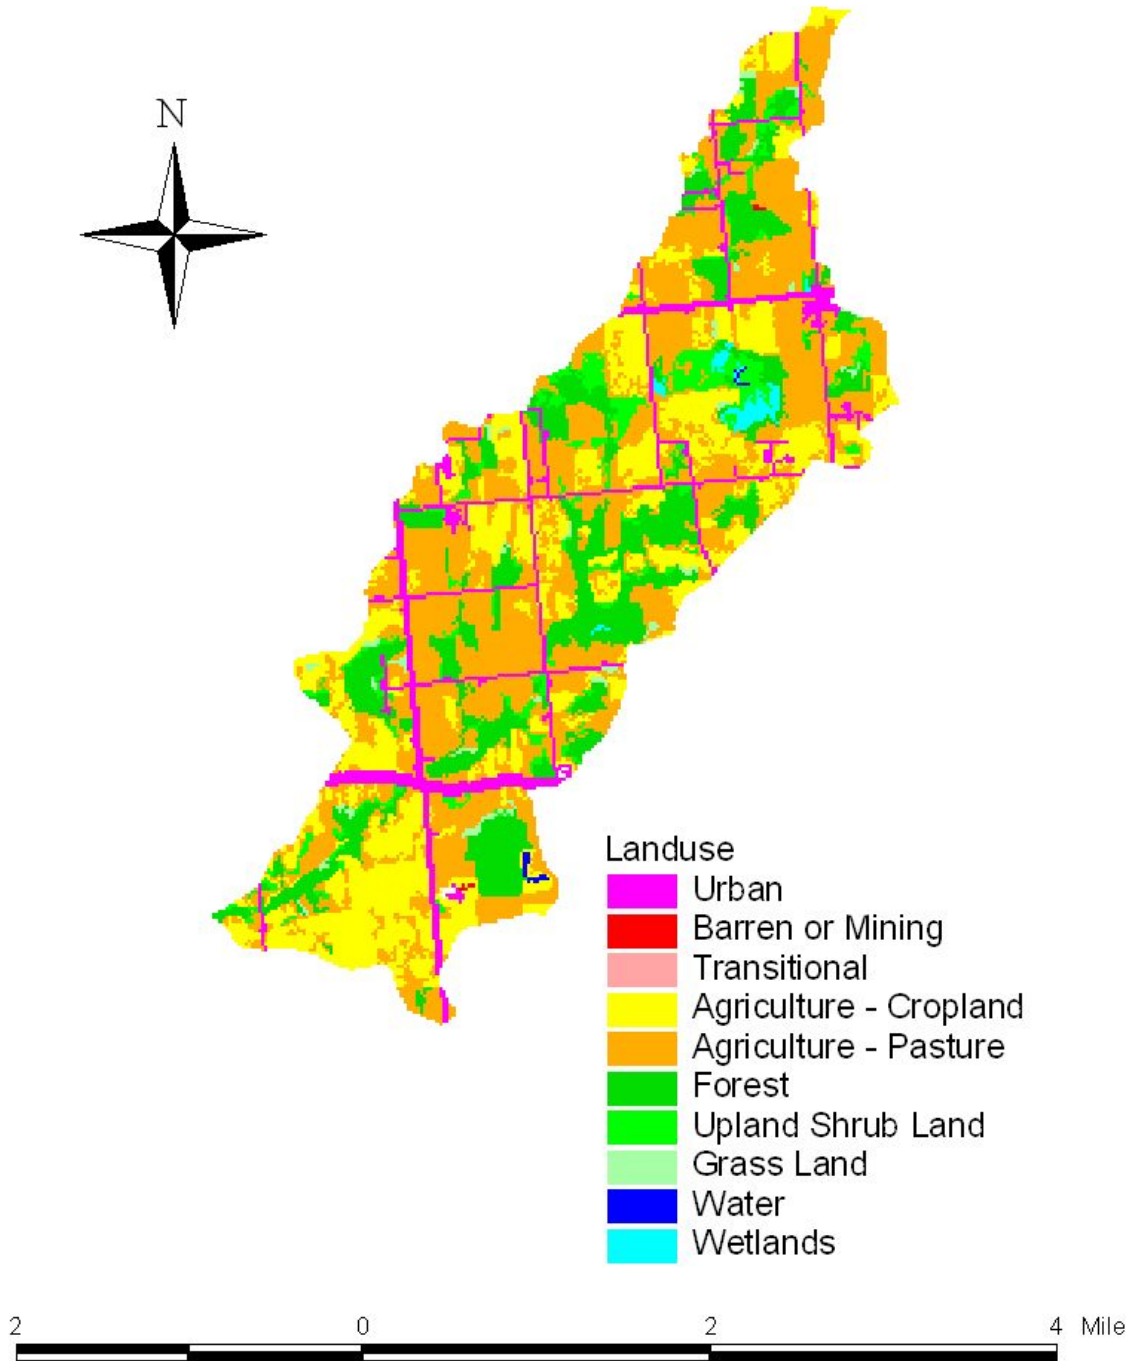 N
Landuse
Urban
Barren or Mining
Transitional
Agriculture - Cropland
Agriculture - Pasture
Forest
Upland Shrub Land
Grass Land
Water
Wetlands
2 0 2 4 Mile